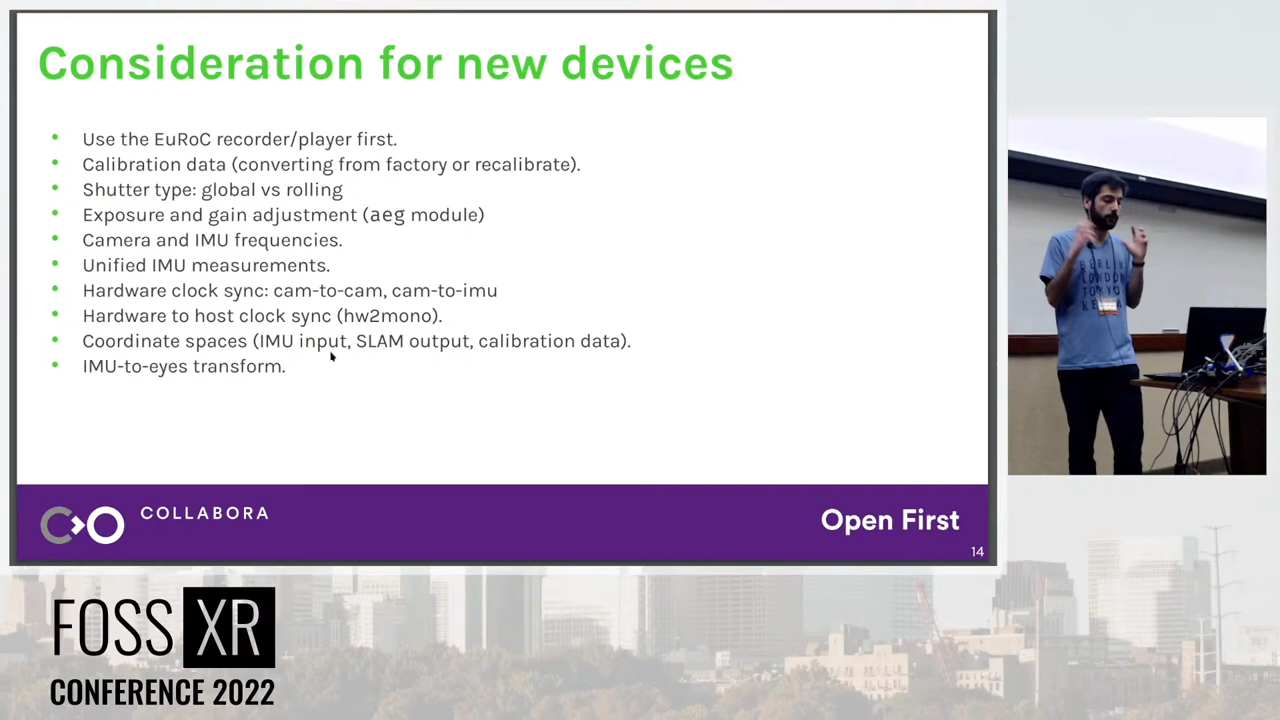 Consideration for new devices
• Use the EuRoC recorder/player first.
• Calibration data (converting from factory or recalibrate).
• Shutter type: global vs rolling
• Exposure and gain adjustment (aeg module)
• Camera and IMU frequencies.
• Unified IMU measurements.
• Hardware clock sync: cam-to-cam, cam-to-imu
• Hardware to host clock sync (hw2mono).
• Coordinate spaces (IMU input, SLAM output, calibration data).
• IMU-to-eyes transform.
COLLABORA
Open First
14
BERLIN
LONDON
TOKYO
FOSS XR
CONFERENCE 2022